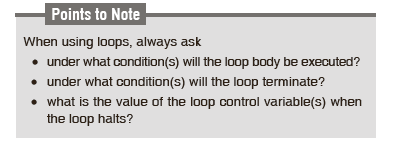 Points to Note
When using loops, always ask
• under what condition(s) will the loop body be executed?
• under what condition(s) will the loop terminate?
• what is the value of the loop control variable(s) when
the loop halts?